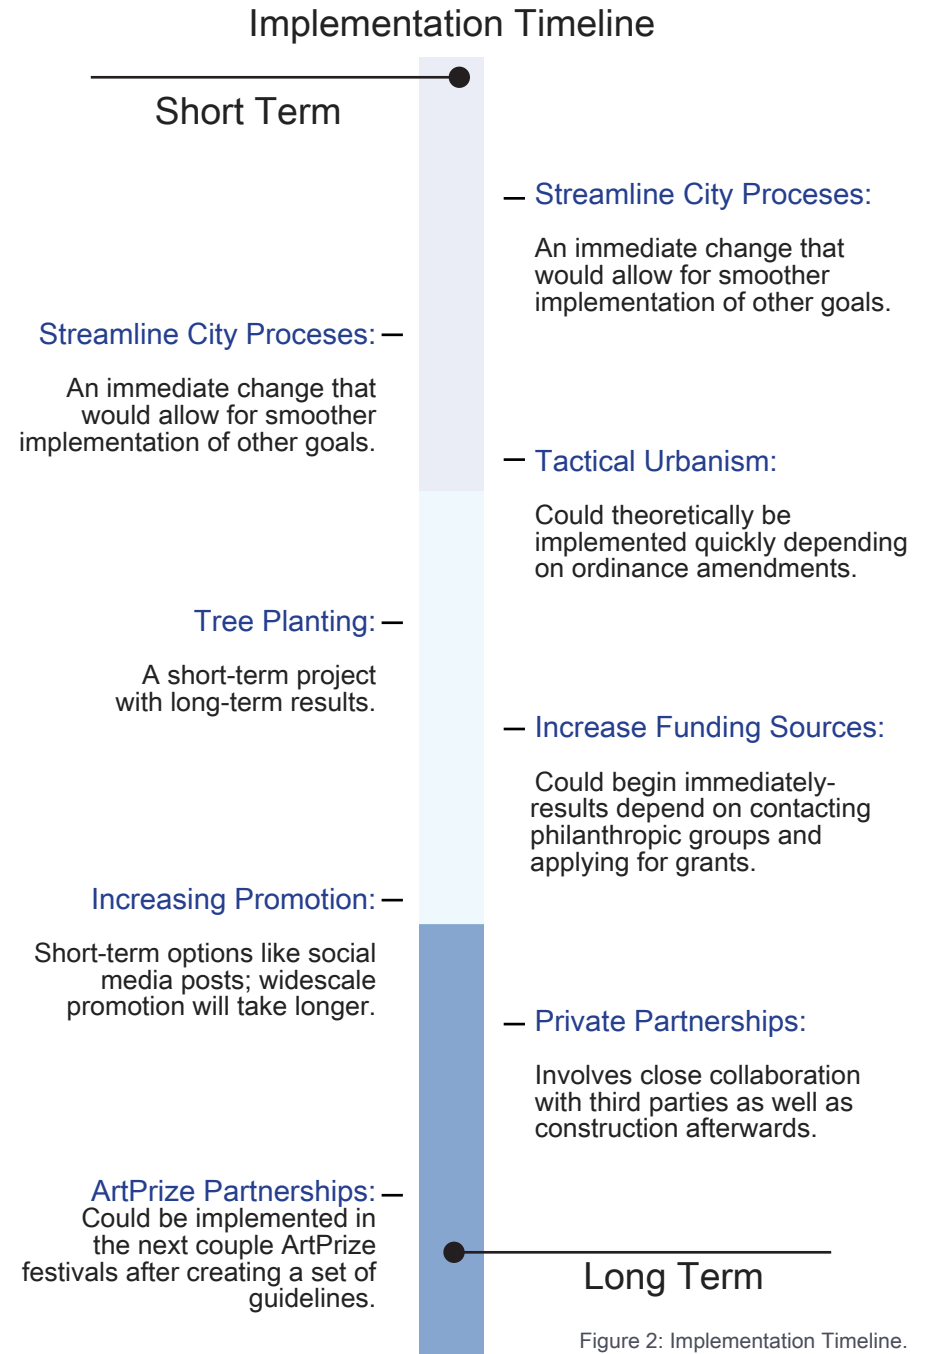 Implementation Timeline
Short Term
Streamline City Proceses:
An immediate change that
would allow for smoother
implementation of other goals.
Streamline City Proceses:
An immediate change that
would allow for smoother
implementation of other goals.
Tactical Urbanism:
Could theoretically be
implemented quickly depending
on ordinance amendments.
Tree Planting:
A short-term project
with long-term results.
Increase Funding Sources:
Could begin immediately-
results depend on contacting
philanthropic groups and
applying for grants.
Increasing Promotion:
Short-term options like social
media posts; widescale
promotion will take longer.
Private Partnerships:
Involves close collaboration
with third parties as well as
construction afterwards.
ArtPrize Partnerships:
Could be implemented in
the next couple ArtPrize
festivals after creating a set of
guidelines.
Long Term
Figure 2: Implementation Timeline.